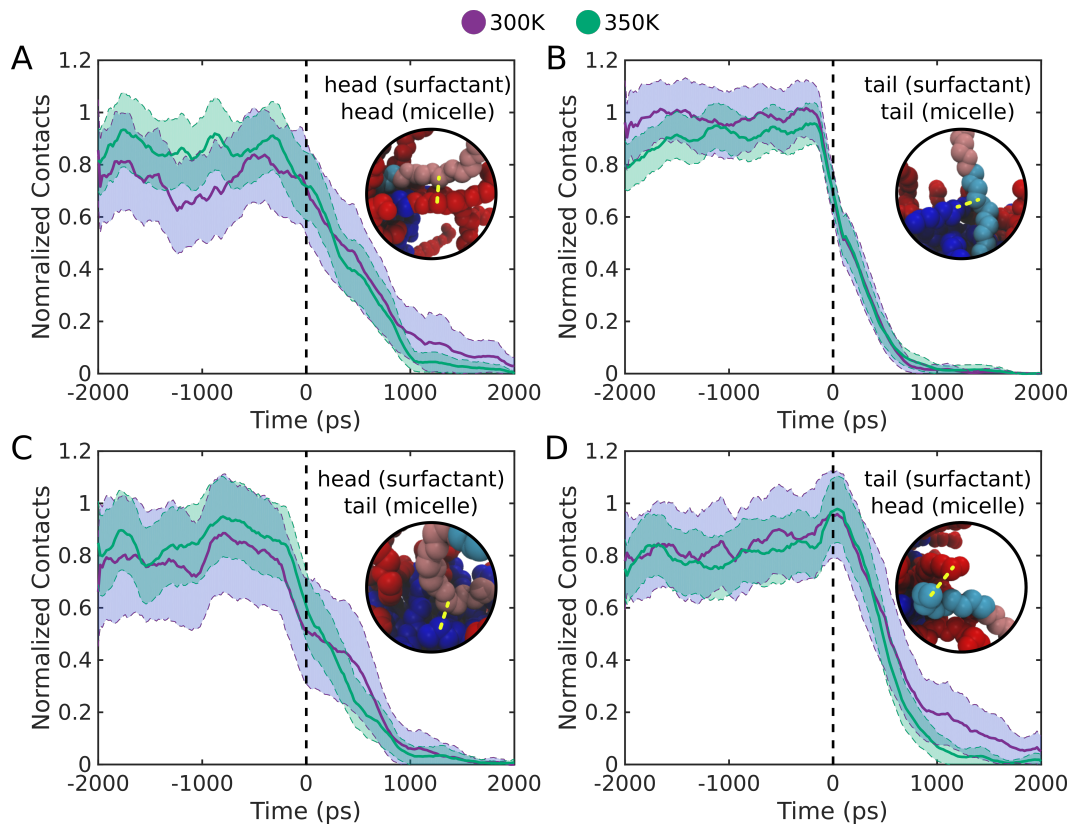 300K 350K
A
1.2
1
0.8
0.6
0.4
0.2
0
Nomralized Contacts
head (surfactant)
head (micelle)
-2000 -1000 0 1000 2000
Time (ps)
B
1.2
1
0.8
0.6
0.4
0.2
0
Normalized Contacts
tail (surfactant)
tail (micelle)
-2000 -1000 0 1000 2000
Time (ps)
C
1.2
1
0.8
0.6
0.4
0.2
0
Normalized Contacts
head (surfactant)
tail (micelle)
-2000 -1000 0 1000 2000
Time (ps)
D
1.2
1
0.8
0.6
0.4
0.2
0
Normalized Contacts
tail (surfactant)
head (micelle)
-2000 -1000 0 1000 2000
Time (ps)